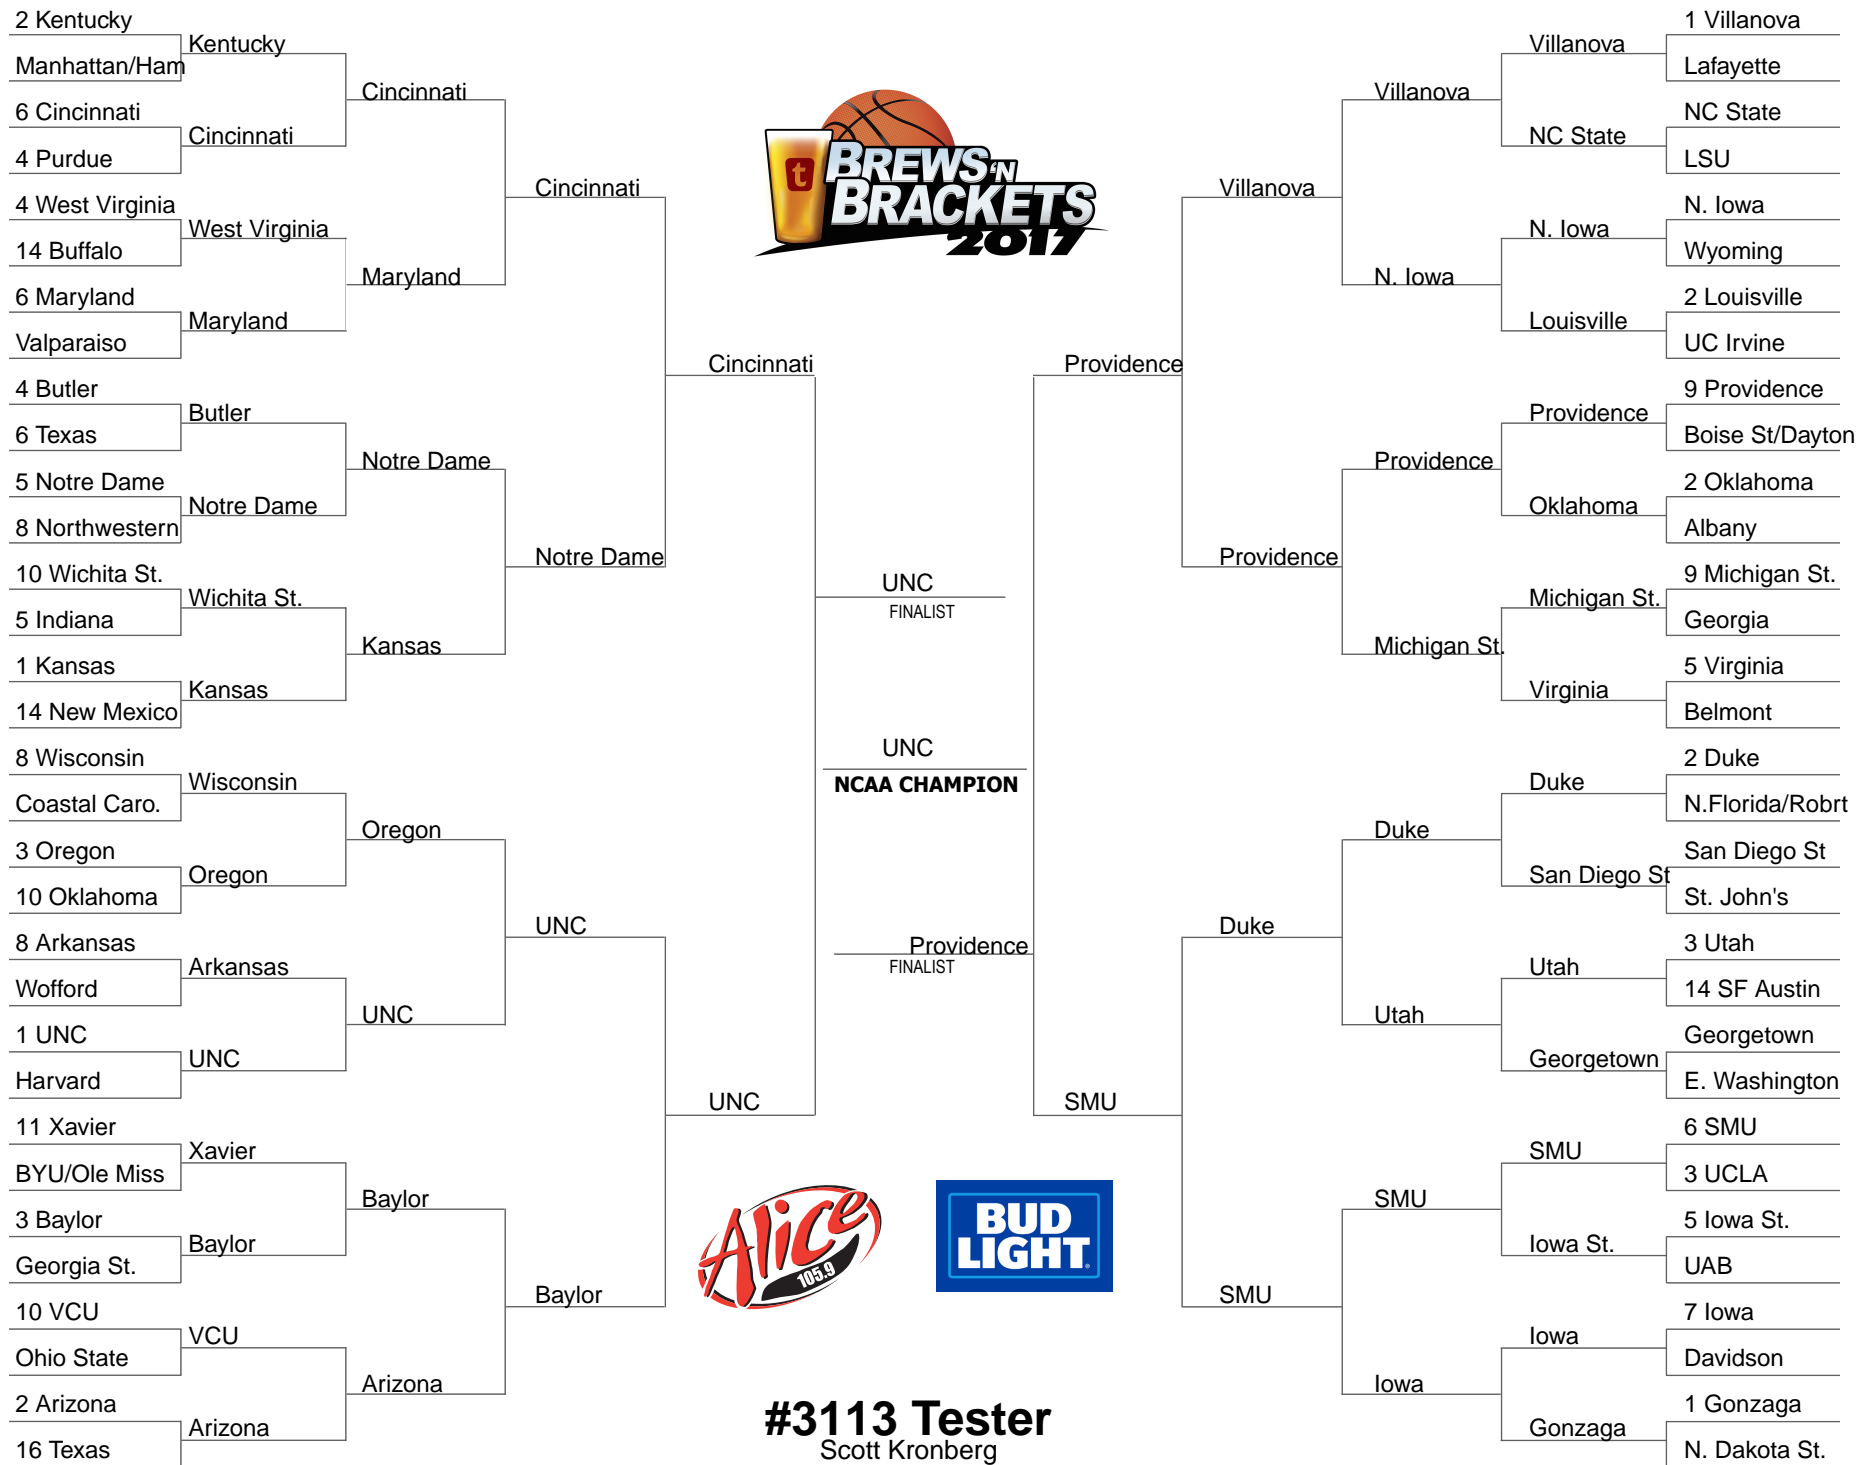 2 Kentucky
Manhattan/Ham
6 Cincinnati
4 Purdue
4 West Virginia
14 Buffalo
6 Maryland
Valparaiso
4 Butler
6 Texas
5 Notre Dame
8 Northwestern
10 Wichita St.
5 Indiana
1 Kansas
14 New Mexico
8 Wisconsin
Coastal Caro.
3 Oregon
10 Oklahoma
8 Arkansas
Wofford
1 UNC
Harvard
11 Xavier
BYU/Ole Miss
3 Baylor
Georgia St.
10 VCU
Ohio State
2 Arizona
16 Texas
Kentucky
Cincinnati
West Virginia
Maryland
Butler
Notre Dame
Wichita St.
Kansas
Wisconsin
Oregon
Arkansas
UNC
Xavier
Baylor
VCU
Arizona
Cincinnati
Maryland
Notre Dame
Kansas
Oregon
UNC
Baylor
Arizona
Cincinnati
Notre Dame
UNC
Baylor
Cincinnati
UNC
t
BREWS 'N
BRACKETS
2017
UNC
FINALIST
UNC
NCAA CHAMPION
Providence
FINALIST
Alice
105.9
BUD
LIGHT
#3113 Tester
Scott Kronberg
Providence
SMU
Villanova
Providence
Duke
SMU
Villanova
N. Iowa
Providence
Michigan St.
Duke
Utah
SMU
Iowa
Villanova
NC State
N. Iowa
Louisville
Providence
Oklahoma
Michigan St.
Virginia
Duke
San Diego St
Utah
Georgetown
SMU
Iowa St.
Iowa
Gonzaga
1 Villanova
Lafayette
NC State
LSU
N. Iowa
Wyoming
2 Louisville
UC Irvine
9 Providence
Boise St/Dayton
2 Oklahoma
Albany
9 Michigan St.
Georgia
5 Virginia
Belmont
2 Duke
N.Florida/Robrt
San Diego St
St. John's
3 Utah
14 SF Austin
Georgetown
E. Washington
6 SMU
3 UCLA
5 Iowa St.
UAB
7 Iowa
Davidson
1 Gonzaga
N. Dakota St.